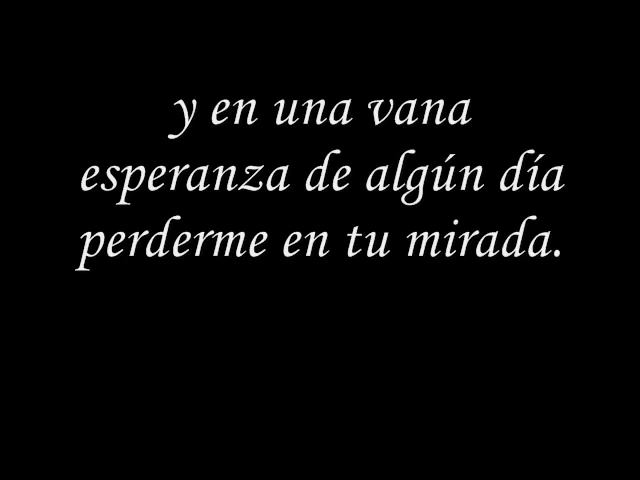 y en una vana
esperanza de algún día
perderme en tu mirada.